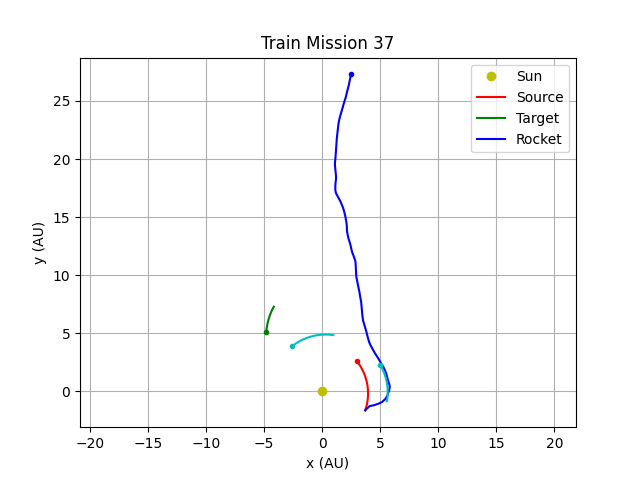 Train Mission 37
Sun
Source
Target
Rocket
y (AU)
25
20
15
10
5
0
−20
−15
−10
−5
0
5
10
15
20
x (AU)